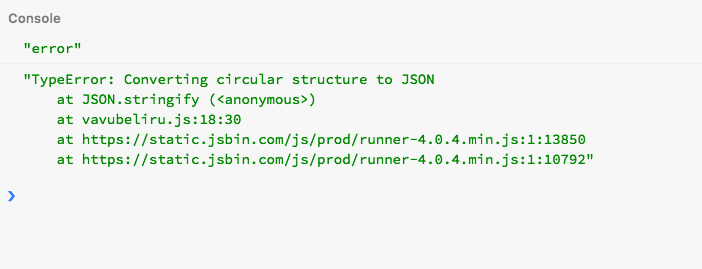 Console
"error"
"TypeError: Converting circular structure to JSON
    at JSON.stringify (<anonymous>)
    at vavubeliru.js:18:30
    at https://static.jsbin.com/js/prod/runner-4.0.4.min.js:1:13850
    at https://static.jsbin.com/js/prod/runner-4.0.4.min.js:1:10792"